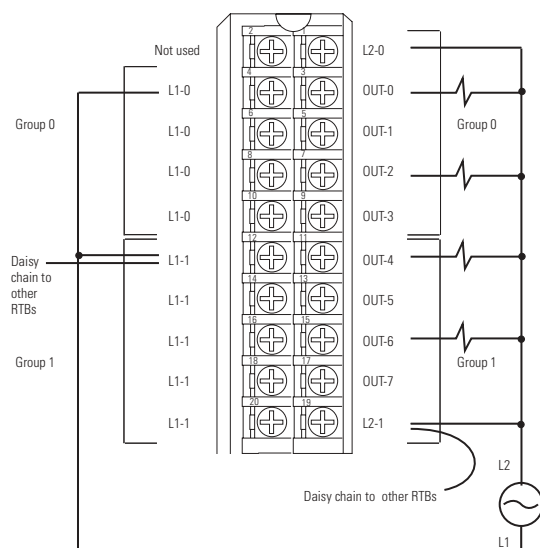 2 1
Not used L2-0
4 3
L1-0 OUT-0
Group 0 Group 0
6 5
L1-0 OUT-1
8 7
L1-0 OUT-2
10 9
L1-0 OUT-3
12 11
L1-1 OUT-4
Daisy
chain to
other
RTBs
14 13
L1-1 OUT-5
16 15
L1-1 OUT-6
Group 1 Group 1
18 17
L1-1 OUT-7
20 19
L1-1 L2-1
L2
Daisy chain to other RTBs
L1